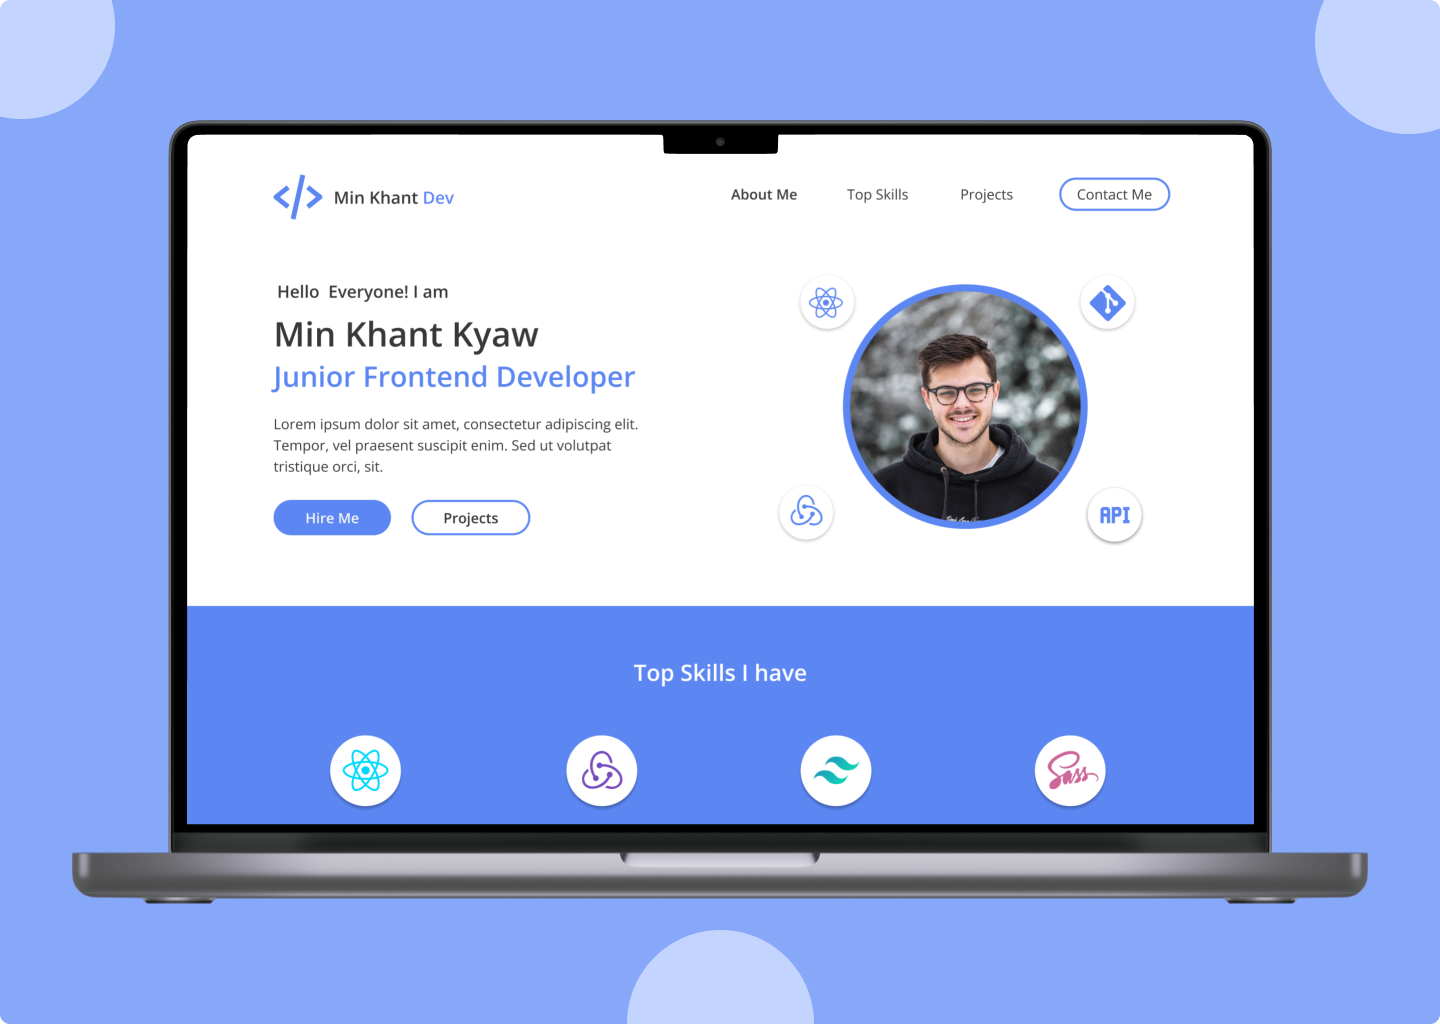 Min Khant Dev
About Me
Top Skills
Projects
Contact Me
Hello Everyone! I am
Min Khant Kyaw
Junior Frontend Developer
Lorem ipsum dolor sit amet, consectetur adipiscing elit.
Tempor, vel praesent suscipit enim. Sed ut volutpat
tristique orci, sit.
Hire Me
Projects
API
Top Skills I have
Sass